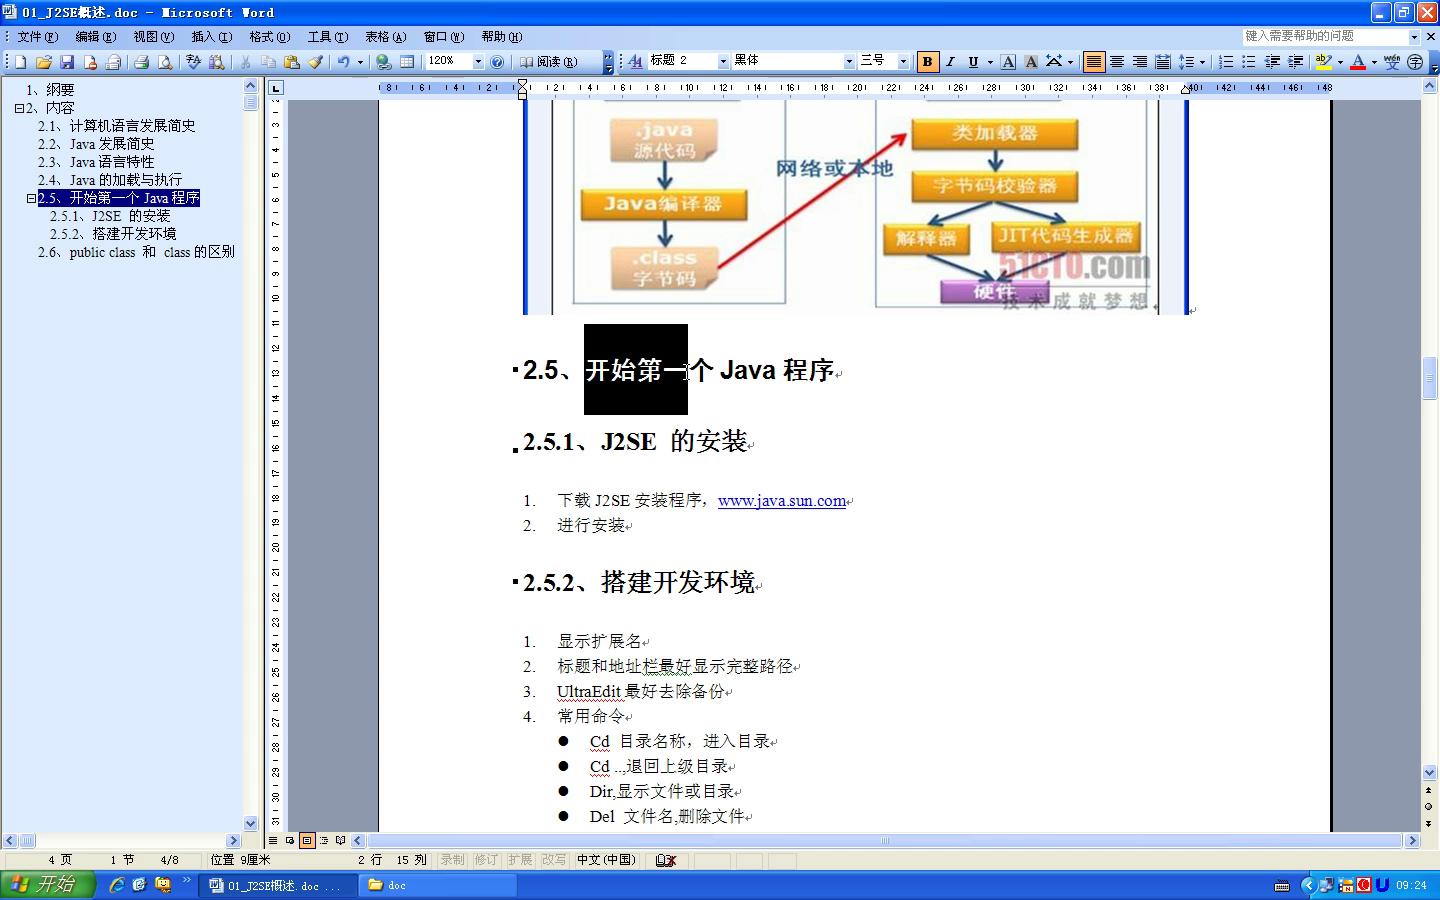 01_J2SE概述.doc - Microsoft Word
文件(F) 编辑(E) 视图(V) 插入(I) 格式(O) 工具(T) 表格(A) 窗口(W) 帮助(H) 键入需要帮助的问题
120% 阅读(R) 标题 2 黑体 三号 B I U A A
1、纲要
2、内容
2.1、计算机语言发展简史
2.2、Java 发展简史
2.3、Java 语言特性
2.4、Java 的加载与执行
2.5、开始第一个 Java 程序
2.5.1、J2SE 的安装
2.5.2、搭建开发环境
2.6、public class 和 class 的区别
.java
源代码
Java编译器
.class
字节码
网络或本地
类加载器
字节码校验器
解释器 JIT代码生成器
硬件
51CTO.com
技术成就梦想
2.5、开始第一个 Java 程序
2.5.1、J2SE 的安装
1. 下载 J2SE 安装程序，www.java.sun.com
2. 进行安装
2.5.2、搭建开发环境
1. 显示扩展名
2. 标题和地址栏最好显示完整路径
3. UltraEdit 最好去除备份
4. 常用命令
● Cd 目录名称，进入目录
● Cd ..,退回上级目录
● Dir,显示文件或目录
● Del 文件名,删除文件
4 页 1 节 4/8 位置 9厘米 2 行 15 列 录制 修订 扩展 改写 中文(中国)
开始 01_J2SE概述.doc ... doc 09:24